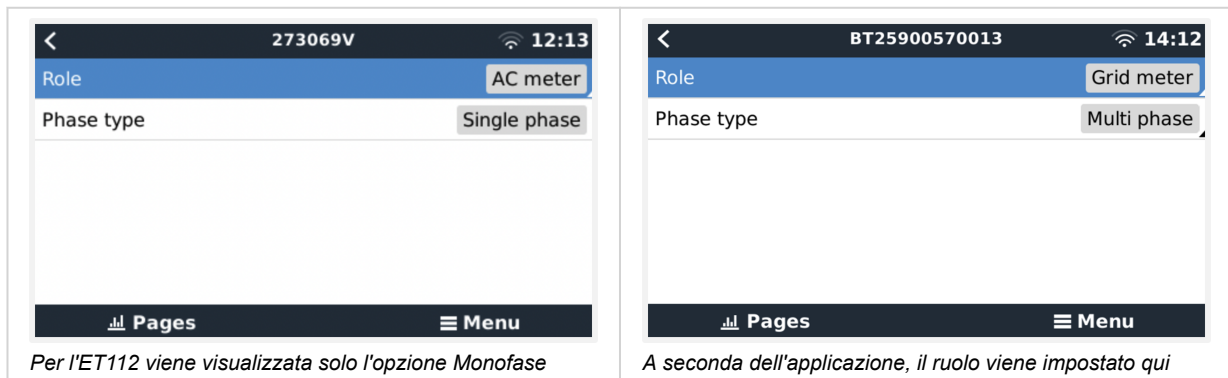 273069V 12:13
Role AC meter
Phase type Single phase
Pages Menu
Per l'ET112 viene visualizzata solo l'opzione Monofase
BT25900570013 14:12
Role Grid meter
Phase type Multi phase
Pages Menu
A seconda dell'applicazione, il ruolo viene impostato qui